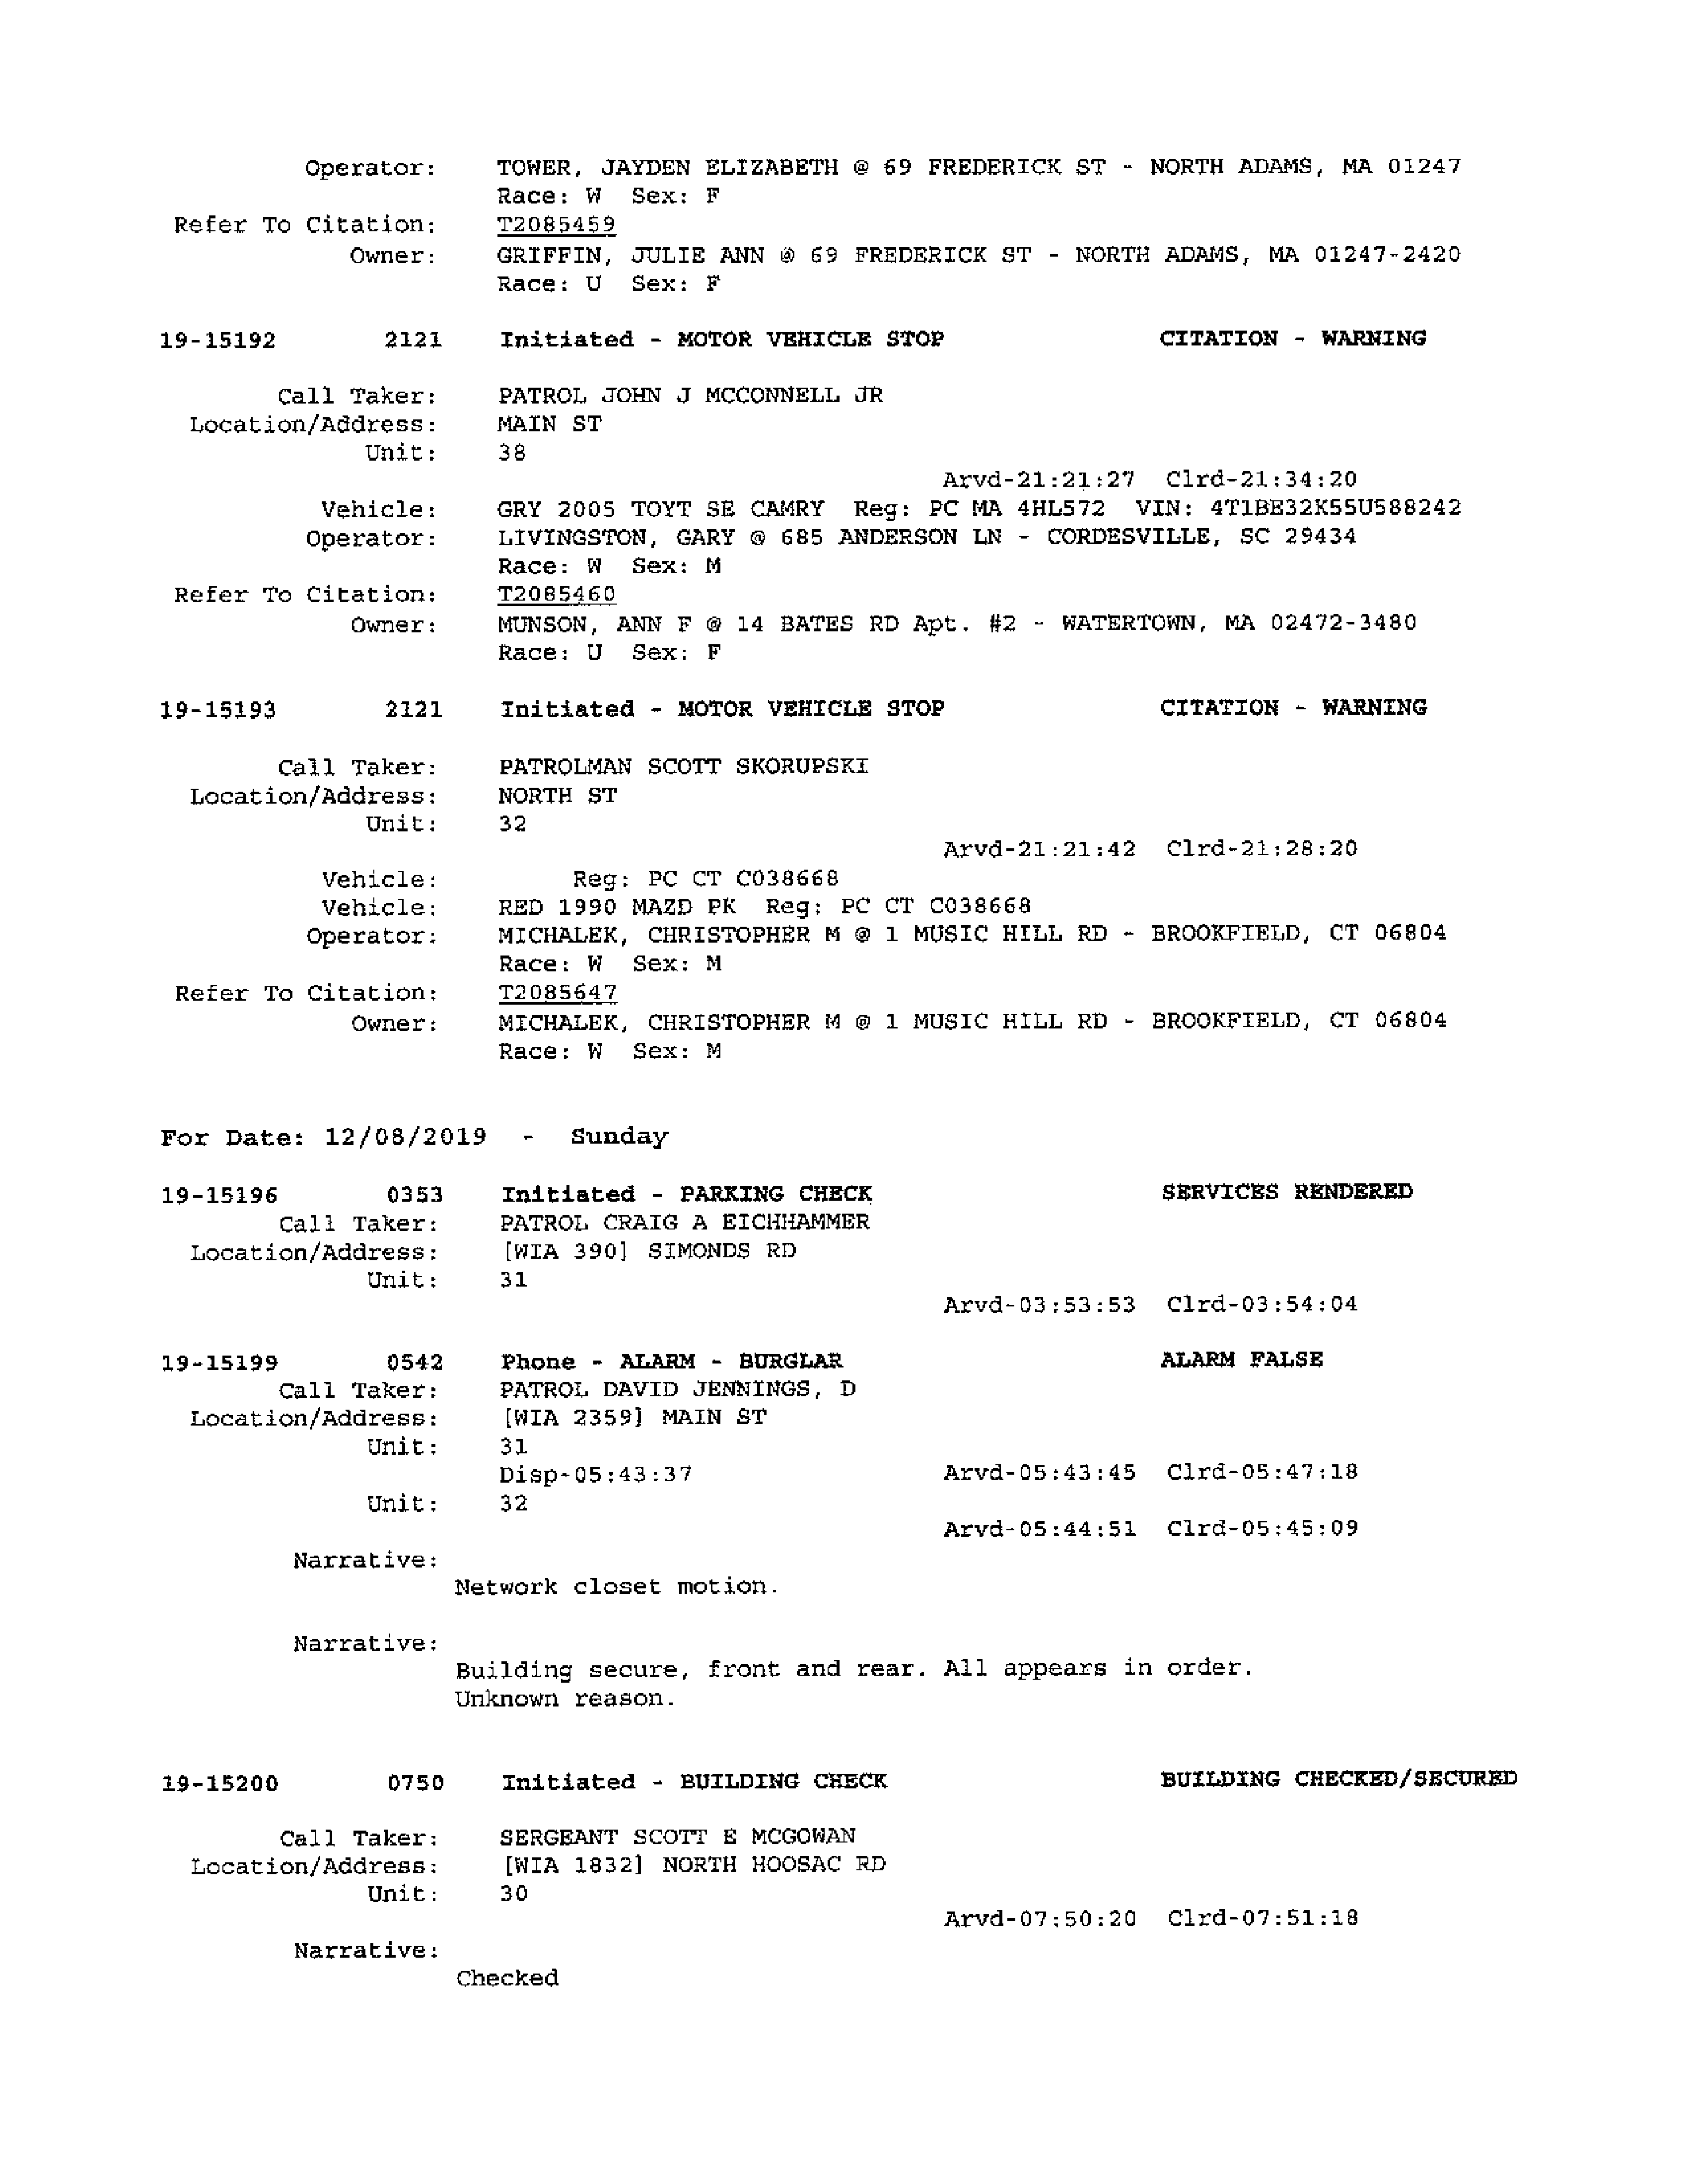 Operator: TOWER, JAYDEN ELIZABETH @ 69 FREDERICK ST - NORTH ADAMS, MA 01247
Race: W Sex: F
Refer To Citation: T2085459
Owner: GRIFFIN, JULIE ANN @ 69 FREDERICK ST - NORTH ADAMS, MA 01247-2420
Race: U Sex: F
19-15192 2121 Initiated - MOTOR VEHICLE STOP CITATION - WARNING
Call Taker: PATROL JOHN J MCCONNELL JR
Location/Address: MAIN ST
Unit: 38
Arvd-21:21:27 Clrd-21:34:20
Vehicle: GRY 2005 TOYT SE CAMRY Reg: PC MA 4HL572 VIN: 4T1BE32K55U588242
Operator: LIVINGSTON, GARY @ 685 ANDERSON LN - CORDESVILLE, SC 29434
Race: W Sex: M
Refer To Citation: T2085460
Owner: MUNSON, ANN F @ 14 BATES RD Apt. #2 - WATERTOWN, MA 02472-3480
Race: U Sex: F
19-15193 2121 Initiated - MOTOR VEHICLE STOP CITATION - WARNING
Call Taker: PATROLMAN SCOTT SKORUPSKI
Location/Address: NORTH ST
Unit: 32
Arvd-21:21:42 Clrd-21:28:20
Vehicle: Reg: PC CT C038668
Vehicle: RED 1990 MAZD PK Reg: PC CT C038668
Operator: MICHALEK, CHRISTOPHER M @ 1 MUSIC HILL RD - BROOKFIELD, CT 06804
Race: W Sex: M
Refer To Citation: T2085647
Owner: MICHALEK, CHRISTOPHER M @ 1 MUSIC HILL RD - BROOKFIELD, CT 06804
Race: W Sex: M
For Date: 12/08/2019 - Sunday
19-15196 0353 Initiated - PARKING CHECK SERVICES RENDERED
Call Taker: PATROL CRAIG A EICHHAMMER
Location/Address: [WIA 390] SIMONDS RD
Unit: 31
Arvd-03:53:53 Clrd-03:54:04
19-15199 0542 Phone - ALARM - BURGLAR ALARM FALSE
Call Taker: PATROL DAVID JENNINGS, D
Location/Address: [WIA 2359] MAIN ST
Unit: 31
Disp-05:43:37 Arvd-05:43:45 Clrd-05:47:18
Unit: 32
Arvd-05:44:51 Clrd-05:45:09
Narrative:
Network closet motion.
Narrative:
Building secure, front and rear. All appears in order.
Unknown reason.
19-15200 0750 Initiated - BUILDING CHECK BUILDING CHECKED/SECURED
Call Taker: SERGEANT SCOTT E MCGOWAN
Location/Address: [WIA 1832] NORTH HOOSAC RD
Unit: 30
Arvd-07:50:20 Clrd-07:51:18
Narrative:
Checked